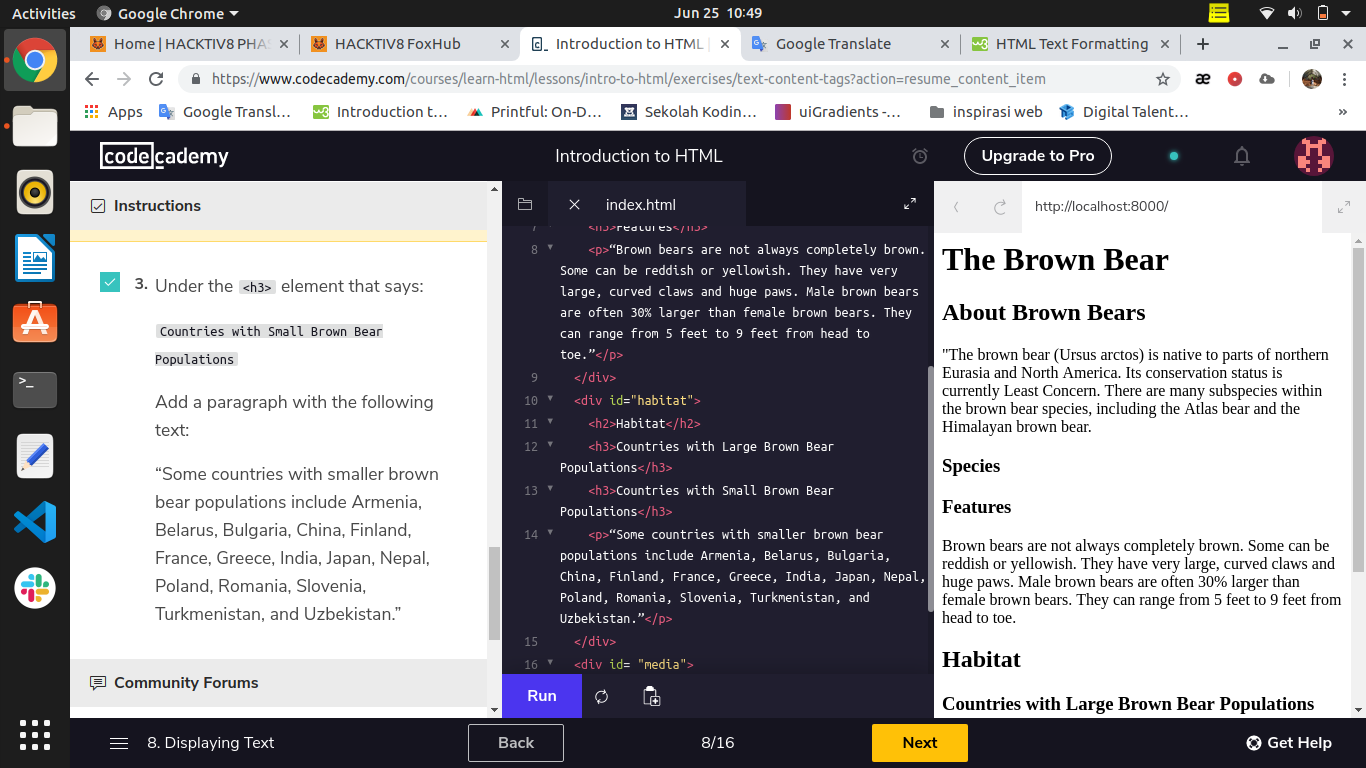 Activities Google Chrome Jun 25 10:49
Home | HACKTIV8 PHAS HACKTIV8 FoxHub Introduction to HTML | Google Translate HTML Text Formatting
https://www.codecademy.com/courses/learn-html/lessons/intro-to-html/exercises/text-content-tags?action=resume_content_item
Apps Google Transl... Introduction t... Printful: On-D... Sekolah Kodin... uiGradients -... inspirasi web Digital Talent... »
codecademy Introduction to HTML Upgrade to Pro
Instructions
3. Under the <h3> element that says:
Countries with Small Brown Bear
Populations
Add a paragraph with the following
text:
“Some countries with smaller brown
bear populations include Armenia,
Belarus, Bulgaria, China, Finland,
France, Greece, India, Japan, Nepal,
Poland, Romania, Slovenia,
Turkmenistan, and Uzbekistan.”
Community Forums
index.html
7 <h3>Features</h3>
8 <p>“Brown bears are not always completely brown.
Some can be reddish or yellowish. They have very
large, curved claws and huge paws. Male brown bears
are often 30% larger than female brown bears. They
can range from 5 feet to 9 feet from head to
toe.”</p>
9 </div>
10 <div id="habitat">
11 <h2>Habitat</h2>
12 <h3>Countries with Large Brown Bear
Populations</h3>
13 <h3>Countries with Small Brown Bear
Populations</h3>
14 <p>“Some countries with smaller brown bear
populations include Armenia, Belarus, Bulgaria,
China, Finland, France, Greece, India, Japan, Nepal,
Poland, Romania, Slovenia, Turkmenistan, and
Uzbekistan.”</p>
15 </div>
16 <div id= "media">
Run
http://localhost:8000/
The Brown Bear
About Brown Bears
"The brown bear (Ursus arctos) is native to parts of northern
Eurasia and North America. Its conservation status is
currently Least Concern. There are many subspecies within
the brown bear species, including the Atlas bear and the
Himalayan brown bear.
Species
Features
Brown bears are not always completely brown. Some can be
reddish or yellowish. They have very large, curved claws and
huge paws. Male brown bears are often 30% larger than
female brown bears. They can range from 5 feet to 9 feet from
head to toe.
Habitat
Countries with Large Brown Bear Populations
8. Displaying Text Back 8/16 Next Get Help